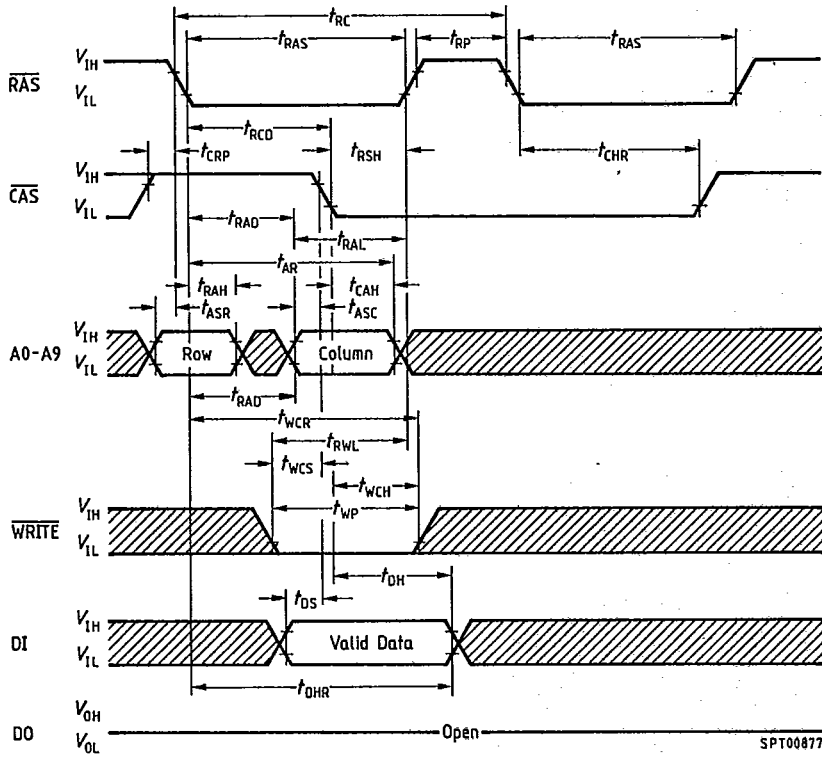 tRC
tRAS tRP tRAS
RAS VIH
VIL
tRCD
tCRP tRSH tCHR
CAS VIH
VIL
tRAD
tRAL
tAR
tRAH tCAH
tASR tASC
A0-A9 VIH
VIL
Row Column
tRAD
tWCR
tRWL
tWCS
tWCH
tWP
WRITE VIH
VIL
tDH
tDS
DI VIH
VIL
Valid Data
tDHR
DO VOH
VOL
Open
SPT00877